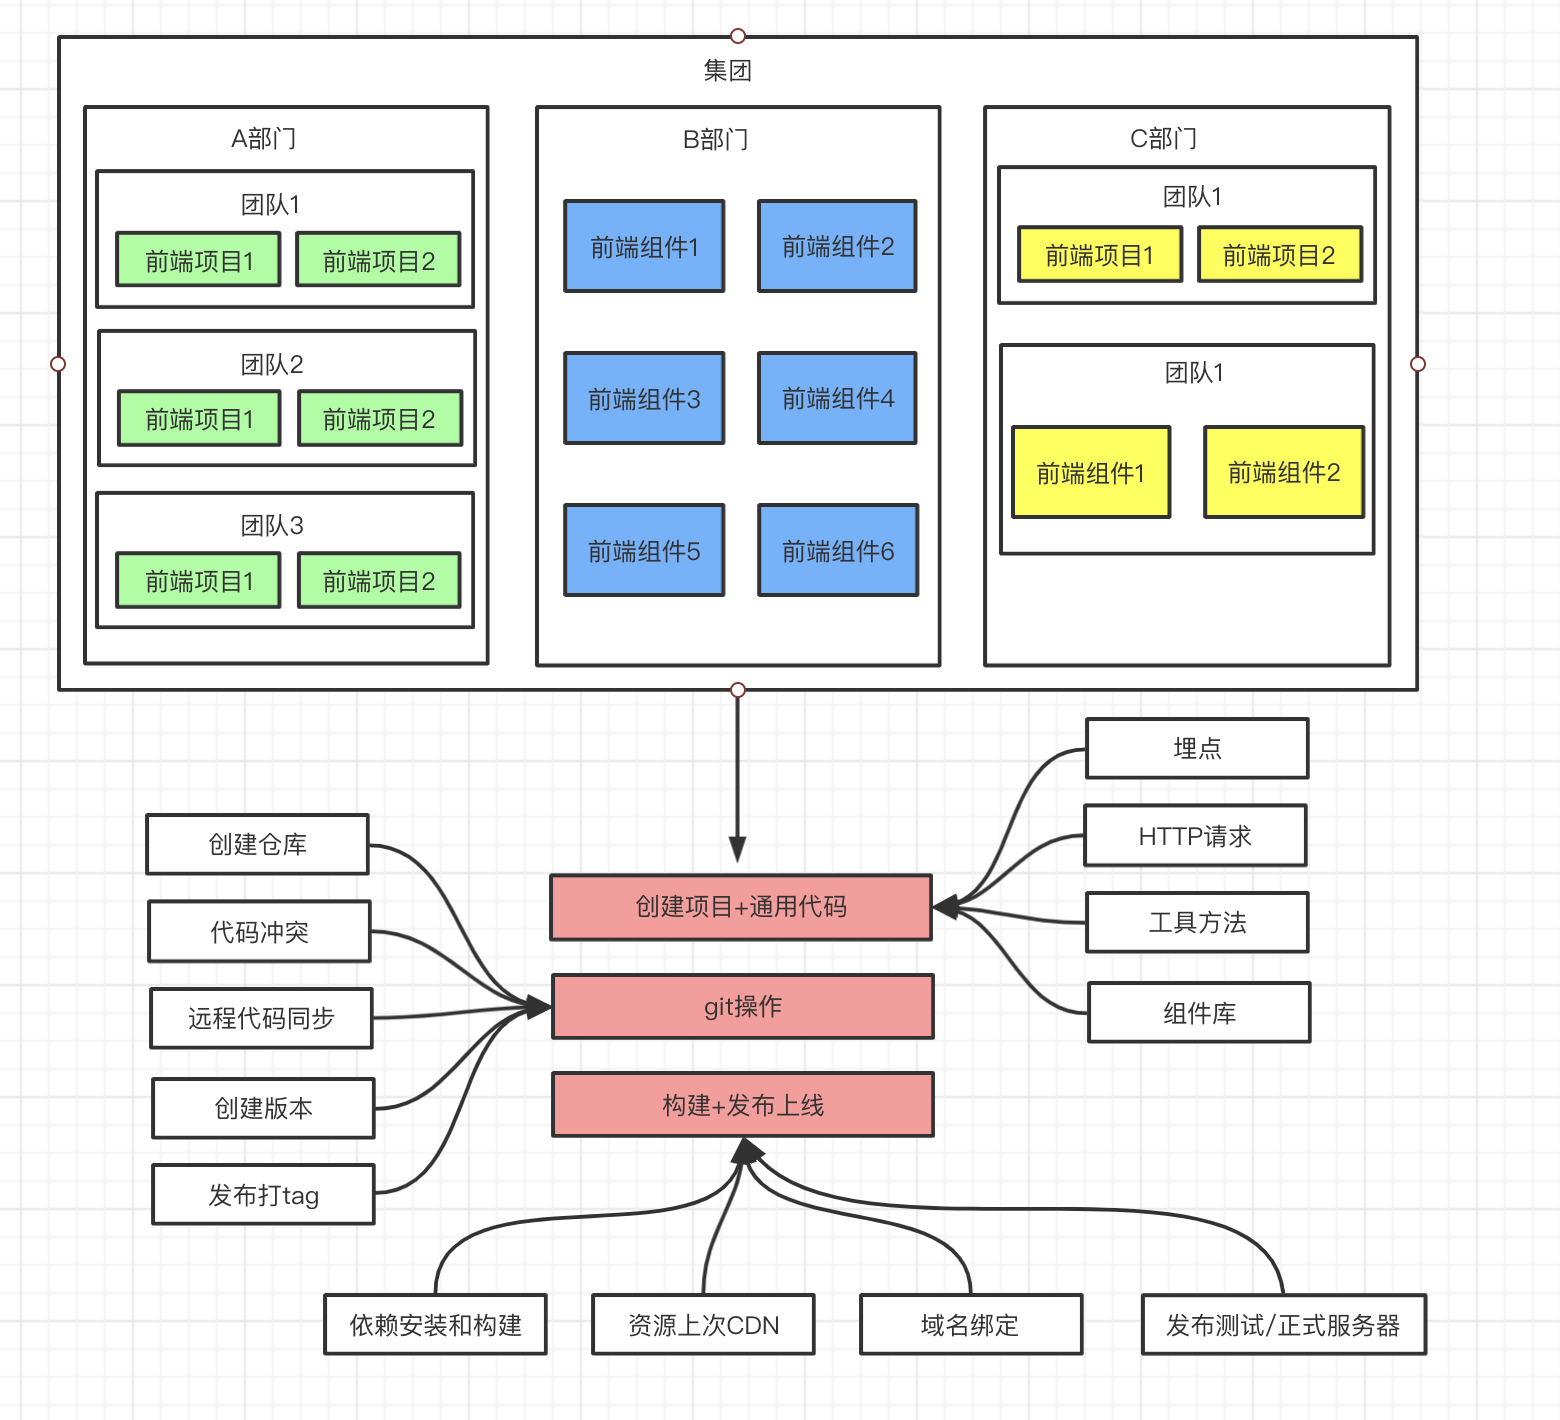 集团
A部门
团队1
前端项目1
前端项目2
团队2
前端项目1
前端项目2
团队3
前端项目1
前端项目2
B部门
前端组件1
前端组件2
前端组件3
前端组件4
前端组件5
前端组件6
C部门
团队1
前端项目1
前端项目2
团队1
前端组件1
前端组件2
创建项目+通用代码
埋点
HTTP请求
工具方法
组件库
git操作
创建仓库
代码冲突
远程代码同步
创建版本
发布打tag
构建+发布上线
依赖安装和构建
资源上次CDN
域名绑定
发布测试/正式服务器